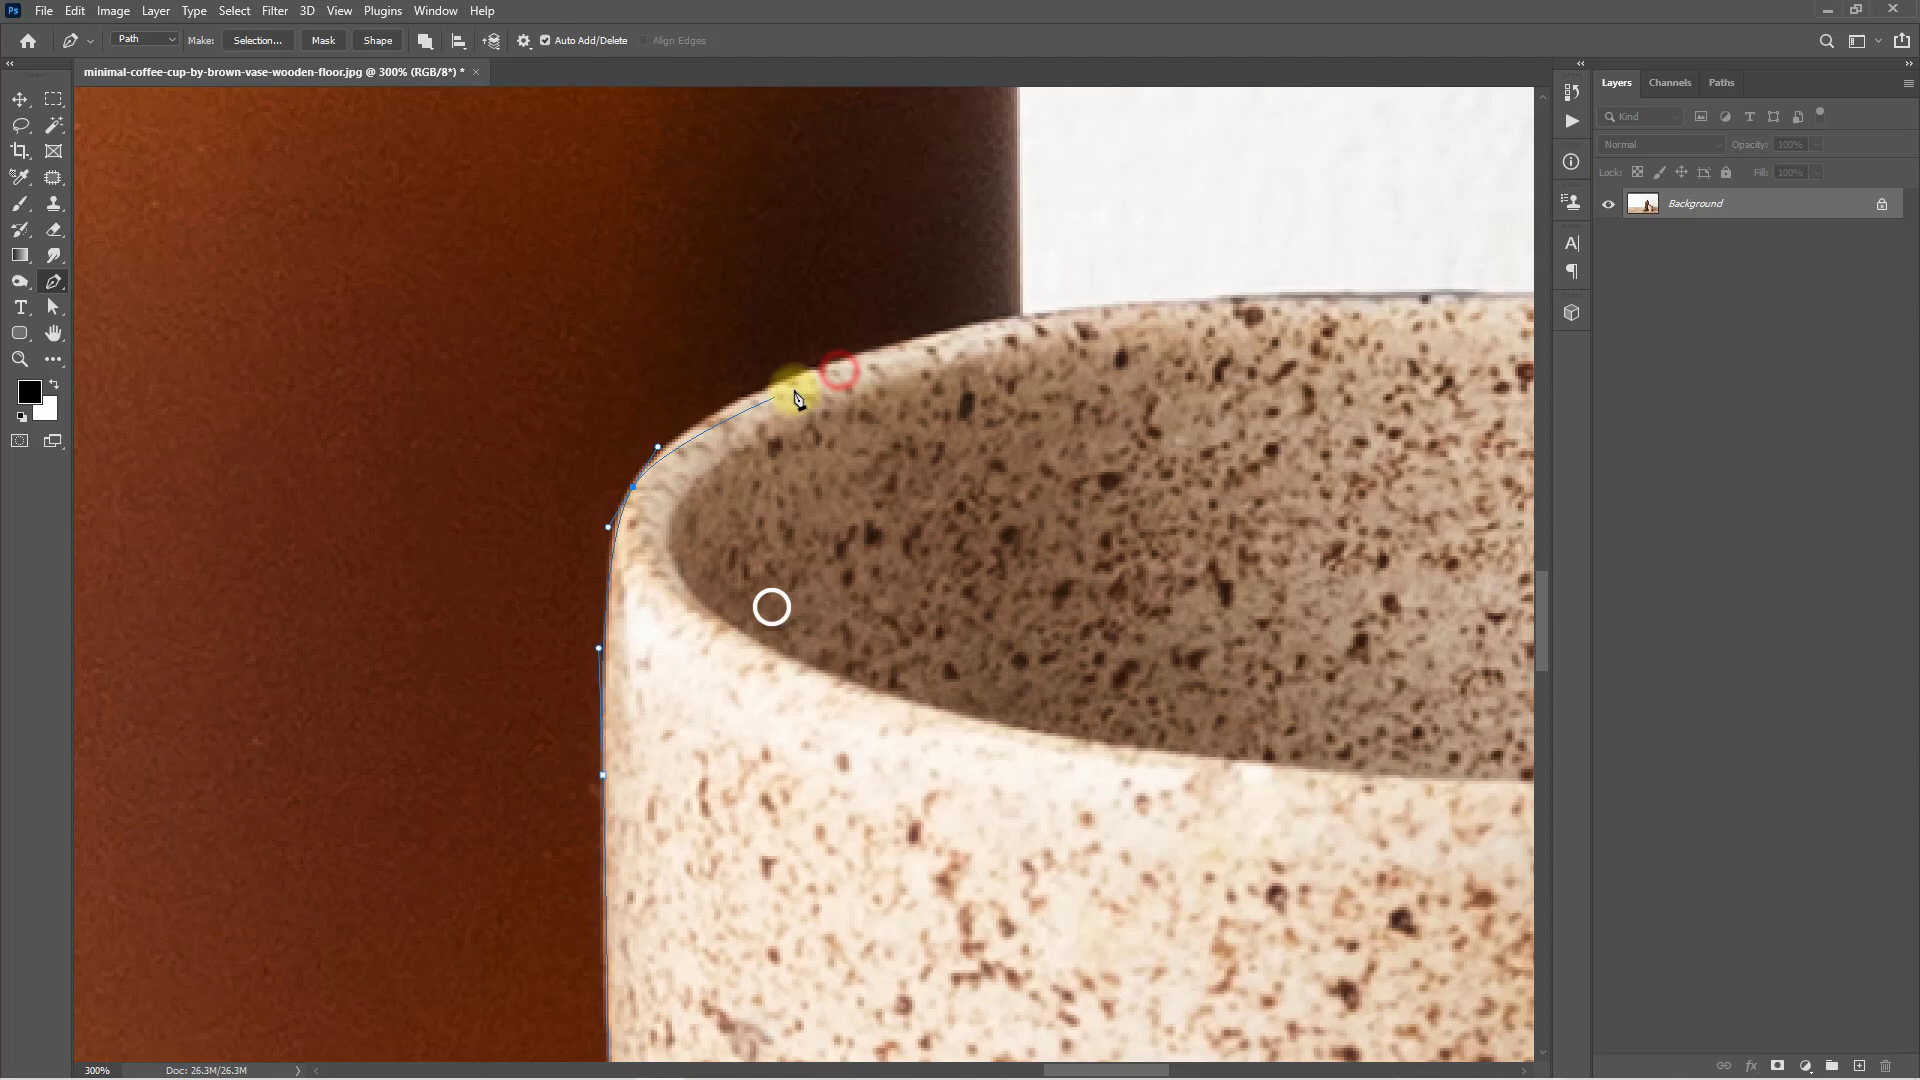 Ps File Edit Image Layer Type Select Filter 3D View Plugins Window Help
Path Make: Selection... Mask Shape Auto Add/Delete Align Edges
minimal-coffee-cup-by-brown-vase-wooden-floor.jpg @ 300% (RGB/8*) *
Layers Channels Paths
Kind
Normal Opacity: 100%
Lock: Fill: 100%
Background
300% Doc: 26.3M/26.3M